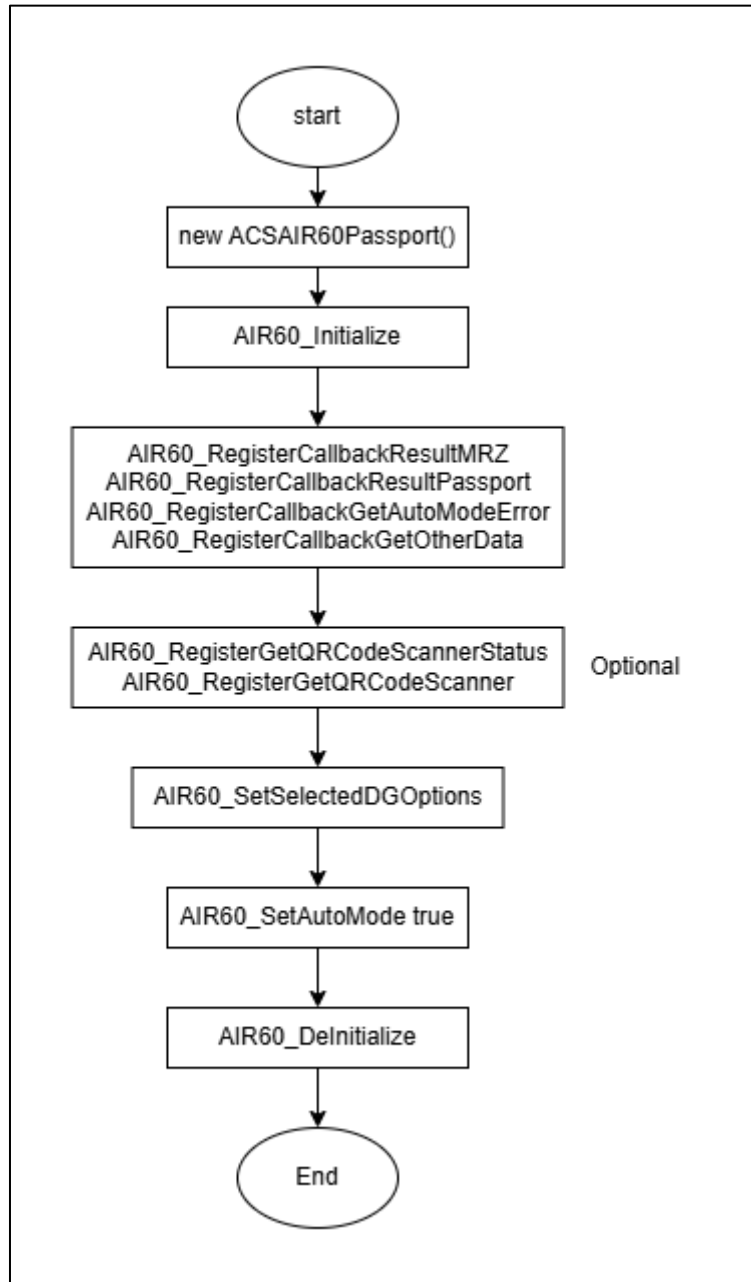 start
new ACSAIR60Passport()
AIR60_Initialize
AIR60_RegisterCallbackResultMRZ
AIR60_RegisterCallbackResultPassport
AIR60_RegisterCallbackGetAutoModeError
AIR60_RegisterCallbackGetOtherData
AIR60_RegisterGetQRCodeScannerStatus
AIR60_RegisterGetQRCodeScanner
Optional
AIR60_SetSelectedDGOptions
AIR60_SetAutoMode true
AIR60_DeInitialize
End